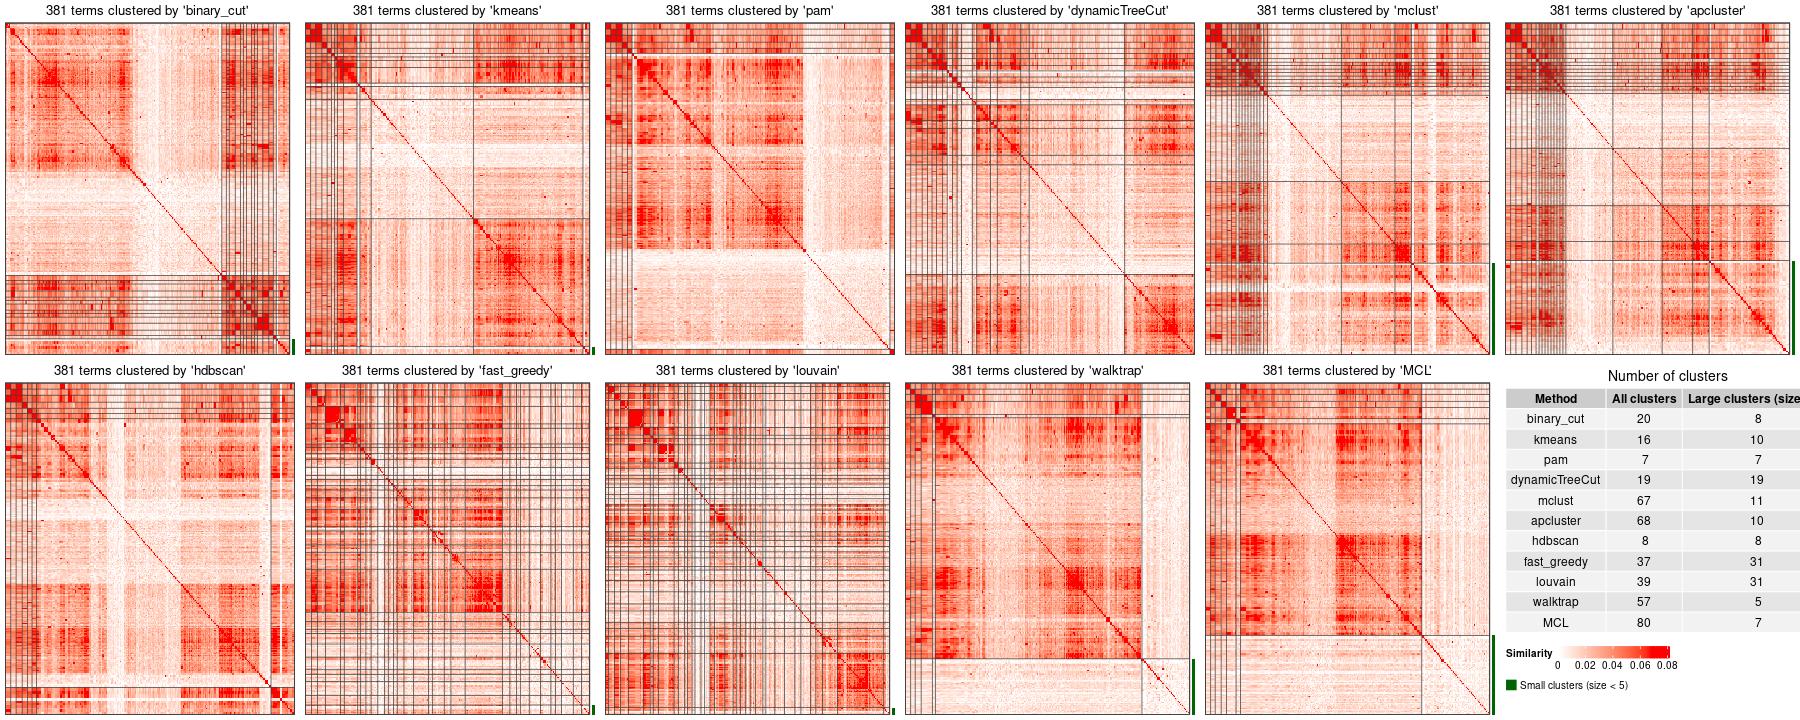 381 terms clustered by 'binary_cut'
381 terms clustered by 'kmeans'
381 terms clustered by 'pam'
381 terms clustered by 'dynamicTreeCut'
381 terms clustered by 'mclust'
381 terms clustered by 'apcluster'
381 terms clustered by 'hdbscan'
381 terms clustered by 'fast_greedy'
381 terms clustered by 'louvain'
381 terms clustered by 'walktrap'
381 terms clustered by 'MCL'
Number of clusters
Method All clusters Large clusters (size
binary_cut 20 8
kmeans 16 10
pam 7 7
dynamicTreeCut 19 19
mclust 67 11
apcluster 68 10
hdbscan 8 8
fast_greedy 37 31
louvain 39 31
walktrap 57 5
MCL 80 7
Similarity
0 0.02 0.04 0.06 0.08
Small clusters (size < 5)